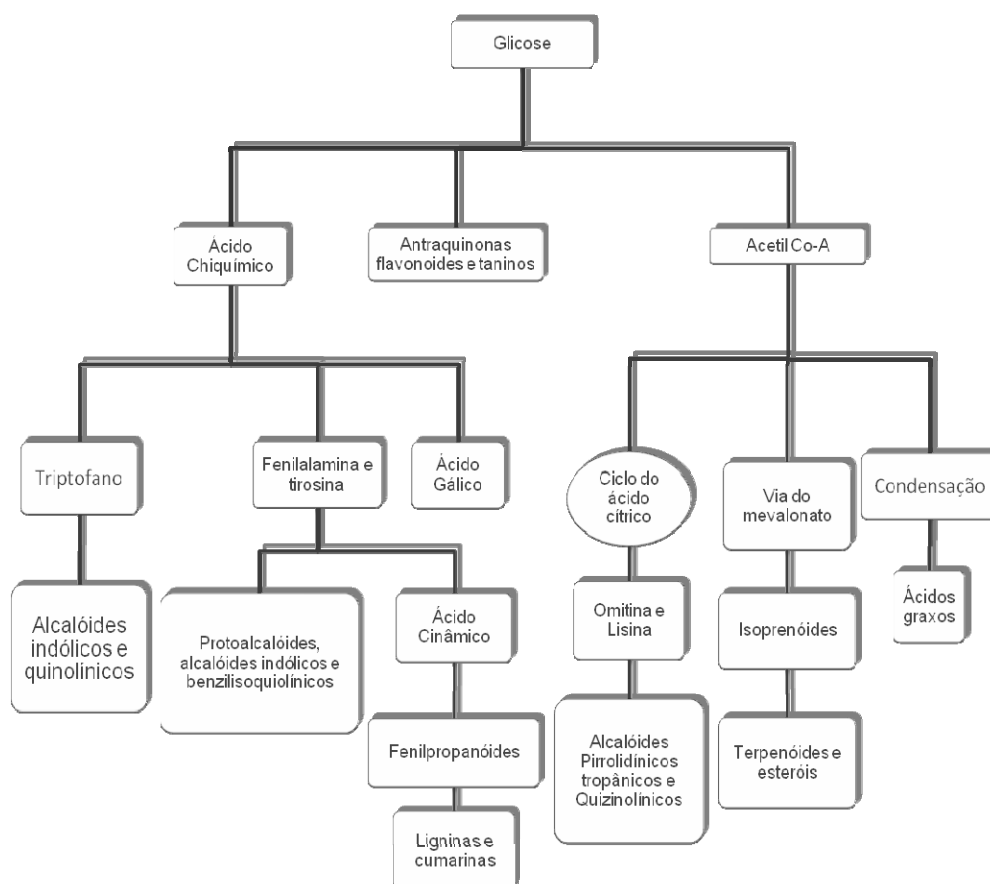 Glicose
Ácido
Chiquímico
Antraquinonas
flavonoides e taninos
Acetil Co-A
Triptofano
Fenilalamina e
tirosina
Ácido
Gálico
Ciclo do
ácido
cítrico
Via do
mevalonato
Condensação
Alcalóides
indólicos e
quinolinicos
Protoalcalóides,
alcalóides indólicos e
benzilisoquiolínicos
Ácido
Cinâmico
Omitina e
Lisina
Isoprenóides
Ácidos
graxos
Fenilpropanóides
Alcalóides
Pirrolidínicos
tropânicos e
Quizinolínicos
Terpenóides e
esteróis
Ligninas e
cumarinas